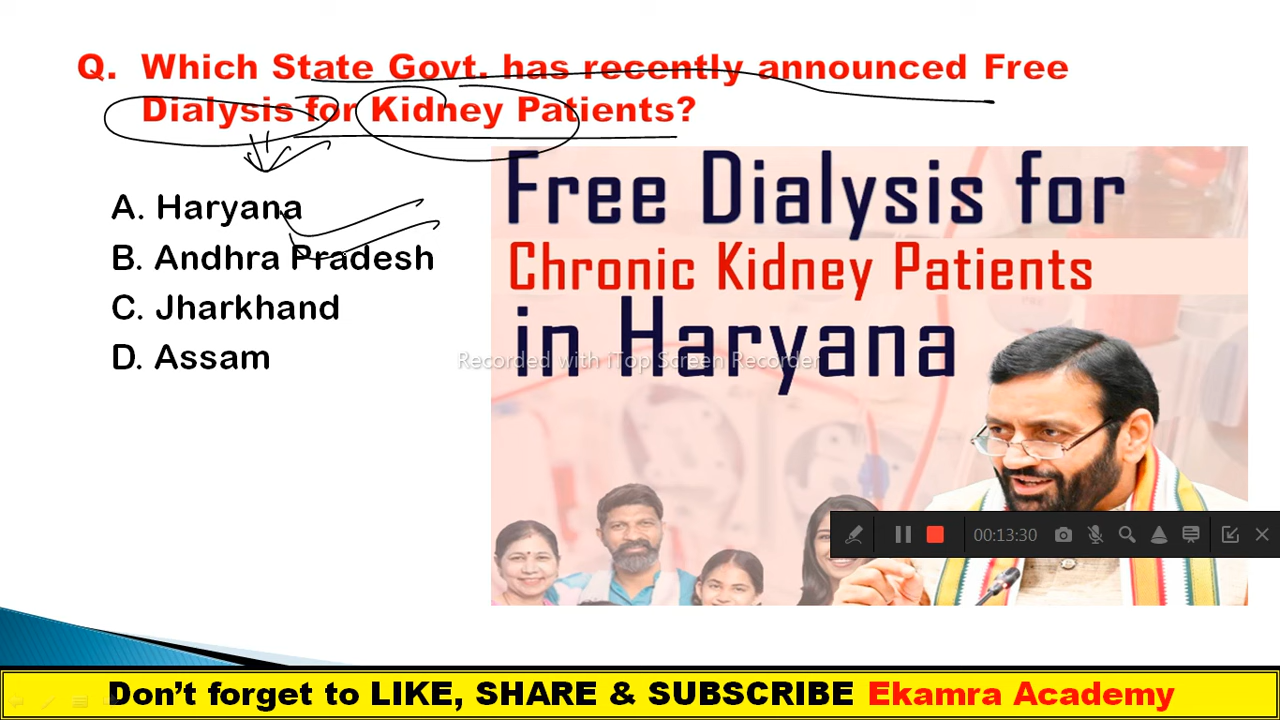 Q. Which State Govt. has recently announced Free
Dialysis for Kidney Patients?
A. Haryana
B. Andhra Pradesh
C. Jharkhand
D. Assam
Free Dialysis for
Chronic Kidney Patients
in Haryana
Recorded with iTop Screen Recorder
00:13:30
Don't forget to LIKE, SHARE & SUBSCRIBE Ekamra Academy